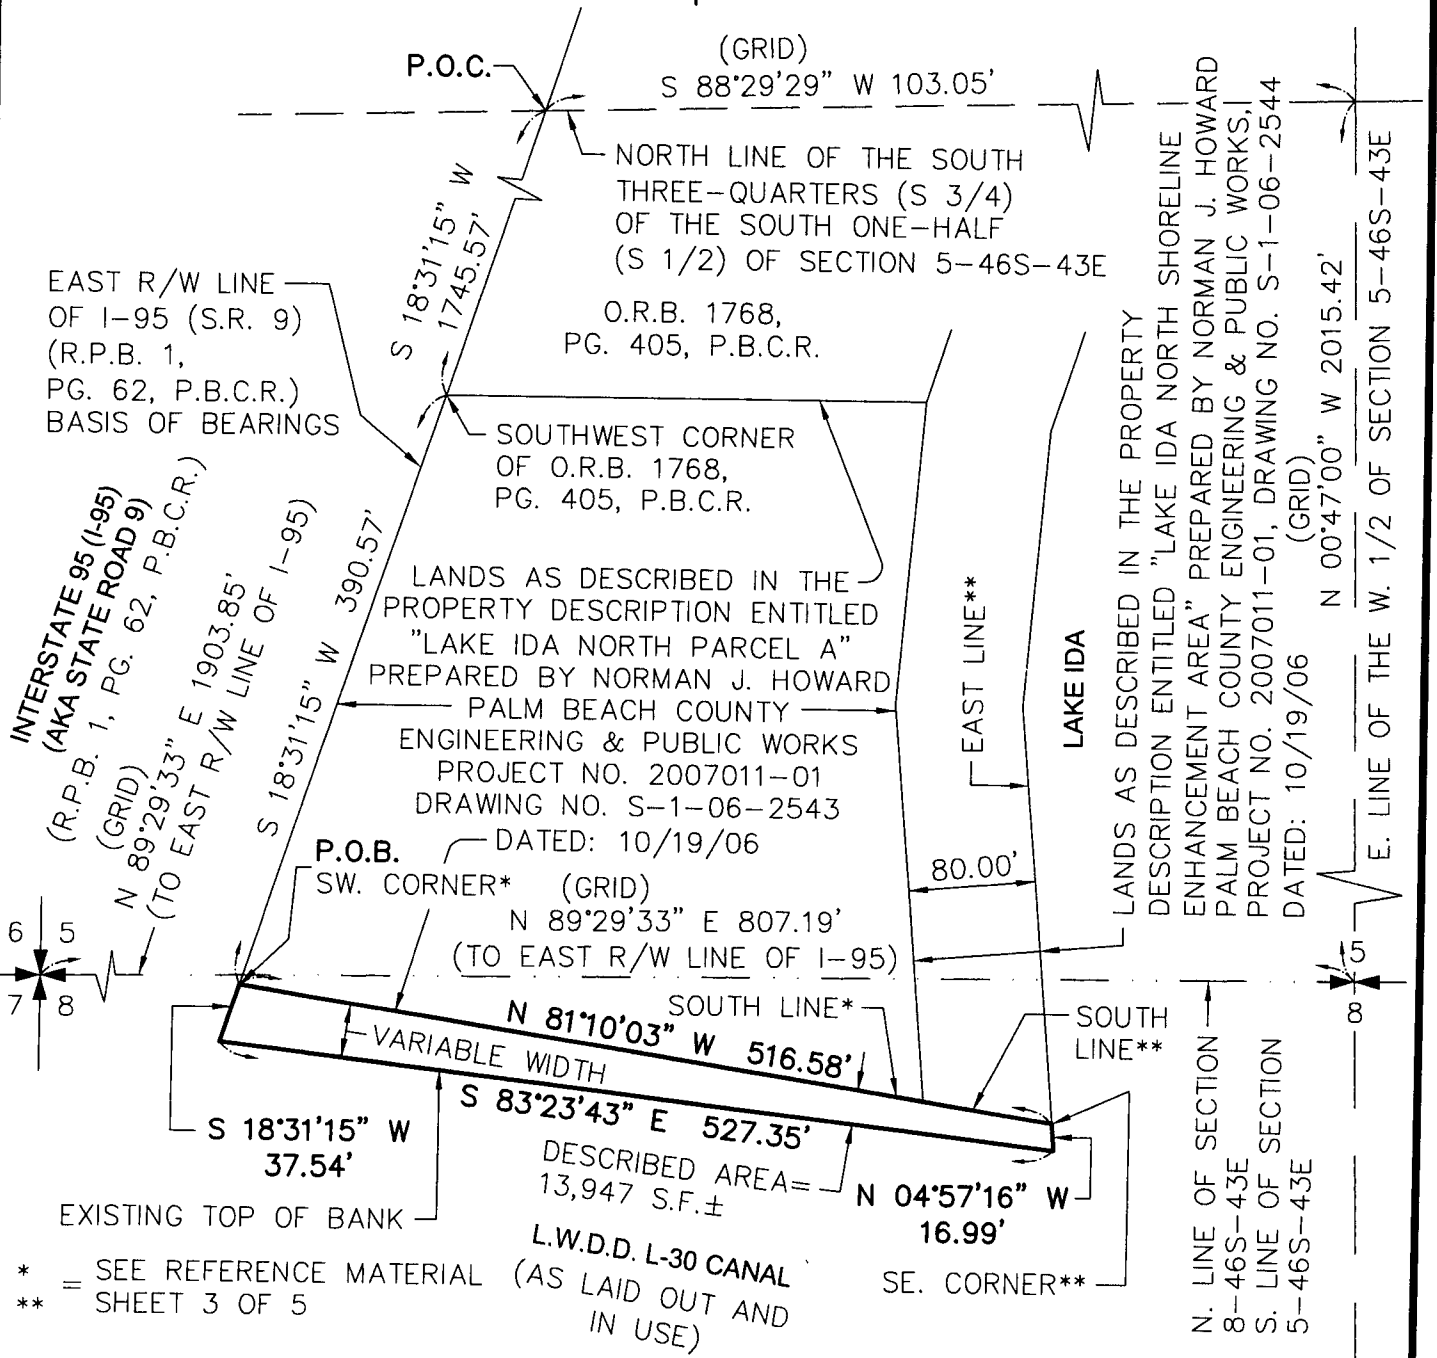 (GRID)
S 88°29'29" W 103.05'
P.O.C.
NORTH LINE OF THE SOUTH
THREE-QUARTERS (S 3/4)
OF THE SOUTH ONE-HALF
(S 1/2) OF SECTION 5-46S-43E
S 18°31'15" W
1745.57'
O.R.B. 1768,
PG. 405, P.B.C.R.
EAST R/W LINE
OF I-95 (S.R. 9)
(R.P.B. 1,
PG. 62, P.B.C.R.)
BASIS OF BEARINGS
SOUTHWEST CORNER
OF O.R.B. 1768,
PG. 405, P.B.C.R.
INTERSTATE 95 (I-95)
(AKA STATE ROAD 9)
(R.P.B. 1, PG. 62, P.B.C.R.)
(GRID)
N 89°29'33" E 1903.85'
(TO EAST R/W LINE OF I-95)
S 18°31'15" W 390.57'
LANDS AS DESCRIBED IN THE
PROPERTY DESCRIPTION ENTITLED
"LAKE IDA NORTH PARCEL A"
PREPARED BY NORMAN J. HOWARD
PALM BEACH COUNTY
ENGINEERING & PUBLIC WORKS
PROJECT NO. 2007011-01
DRAWING NO. S-1-06-2543
DATED: 10/19/06
EAST LINE**
LAKE IDA
80.00'
LANDS AS DESCRIBED IN THE PROPERTY
DESCRIPTION ENTITLED "LAKE IDA NORTH SHORELINE
ENHANCEMENT AREA" PREPARED BY NORMAN J. HOWARD
PALM BEACH COUNTY ENGINEERING & PUBLIC WORKS,
PROJECT NO. 2007011-01, DRAWING NO. S-1-06-2544
DATED: 10/19/06
(GRID)
N 00°47'00" W 2015.42'
E. LINE OF THE W. 1/2 OF SECTION 5-46S-43E
P.O.B.
SW. CORNER*
(GRID)
N 89°29'33" E 807.19'
(TO EAST R/W LINE OF I-95)
6 5
7 8
5
8
SOUTH LINE*
SOUTH
LINE**
N 81°10'03" W 516.58'
VARIABLE WIDTH
S 83°23'43" E 527.35'
S 18°31'15" W
37.54'
DESCRIBED AREA=
13,947 S.F.±
N 04°57'16" W
16.99'
EXISTING TOP OF BANK
L.W.D.D. L-30 CANAL
(AS LAID OUT AND
IN USE)
SE. CORNER**
N. LINE OF SECTION
8-46S-43E
S. LINE OF SECTION
5-46S-43E
* = SEE REFERENCE MATERIAL
** SHEET 3 OF 5